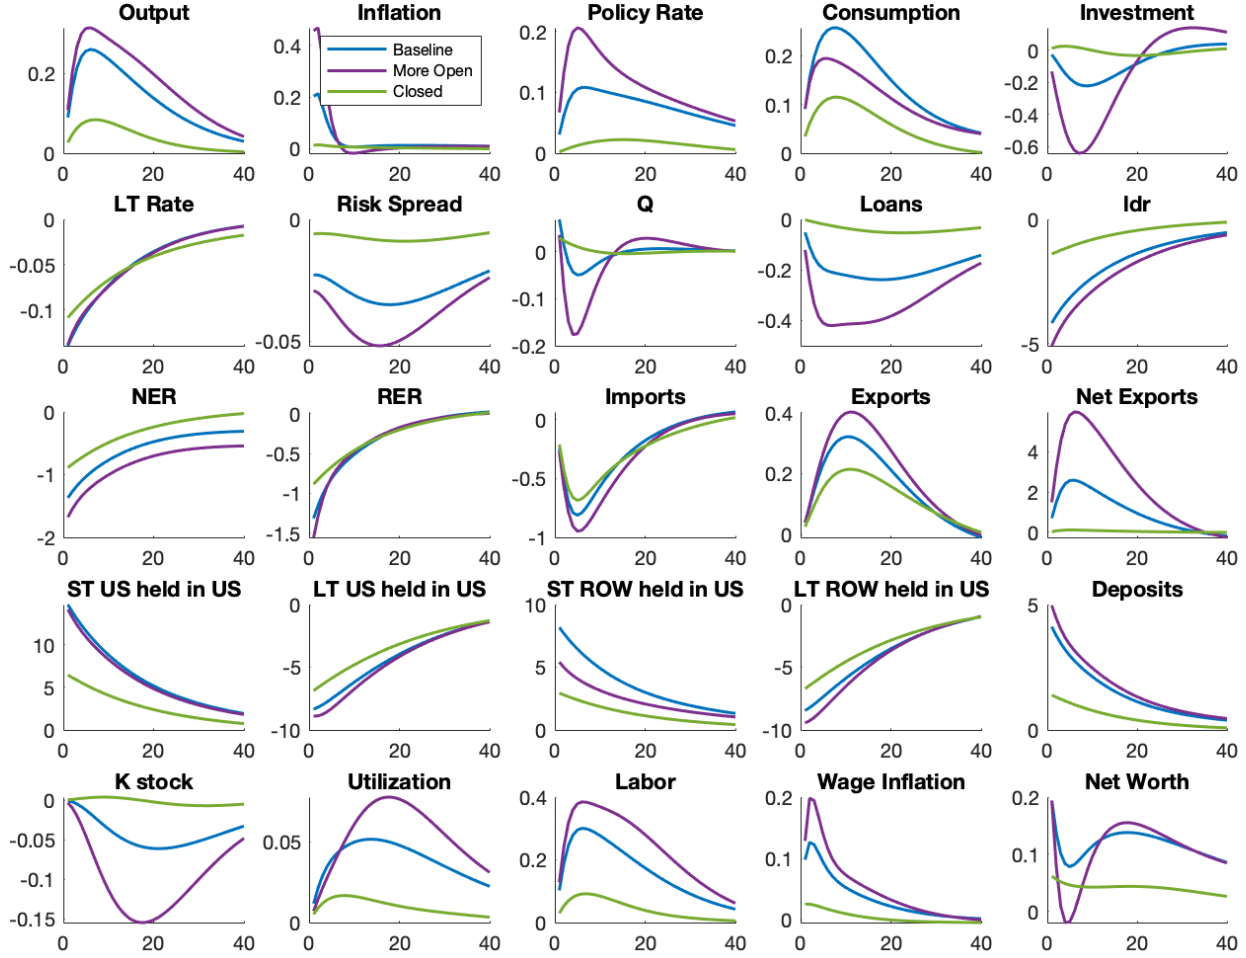 Output
Inflation
Policy Rate
Consumption
Investment
0.2
0
0 20 40
0.4
0.2
0
0 20 40
Baseline
More Open
Closed
0.2
0.1
0
0 20 40
0.2
0.1
0
0 20 40
0
-0.2
-0.4
-0.6
0 20 40
LT Rate
Risk Spread
Q
Loans
ldr
0
-0.05
-0.1
0 20 40
0
-0.05
0 20 40
0
-0.1
-0.2
0 20 40
0
-0.2
-0.4
0 20 40
0
-5
0 20 40
NER
RER
Imports
Exports
Net Exports
0
-1
-2
0 20 40
0
-0.5
-1
-1.5
0 20 40
0
-0.5
-1
0 20 40
0.4
0.2
0
0 20 40
4
2
0
0 20 40
ST US held in US
LT US held in US
ST ROW held in US
LT ROW held in US
Deposits
10
5
0
0 20 40
0
-5
-10
0 20 40
10
5
0
0 20 40
0
-5
-10
0 20 40
5
0
0 20 40
K stock
Utilization
Labor
Wage Inflation
Net Worth
0
-0.05
-0.1
-0.15
0 20 40
0.05
0
0 20 40
0.4
0.2
0
0 20 40
0.2
0.1
0
0 20 40
0.2
0.1
0
0 20 40